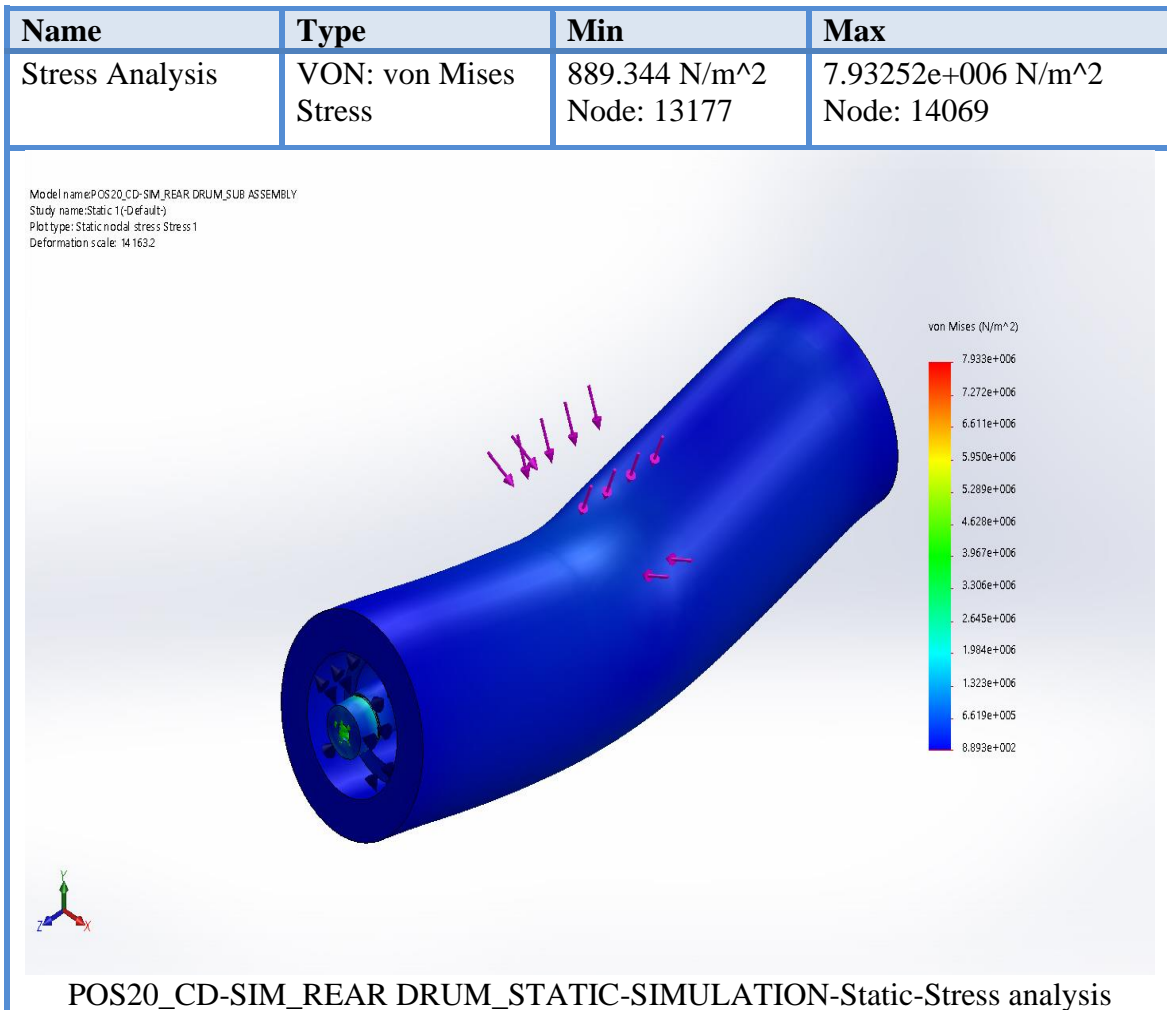 Name Type Min Max
Stress Analysis VON: von Mises 889.344 N/m^2 7.93252e+006 N/m^2
Stress Node: 13177 Node: 14069
Model name:POS20_CD-SIM_REAR DRUM_SUB ASSEMBLY
Study name:Static 1(-Default-)
Plot type: Static nodal stress Stress1
Deformation scale: 14163.2
von Mises (N/m^2)
7.933e+006
7.272e+006
6.611e+006
5.950e+006
5.289e+006
4.628e+006
3.967e+006
3.306e+006
2.645e+006
1.984e+006
1.323e+006
6.619e+005
8.893e+002
Y
Z X
POS20_CD-SIM_REAR DRUM_STATIC-SIMULATION-Static-Stress analysis